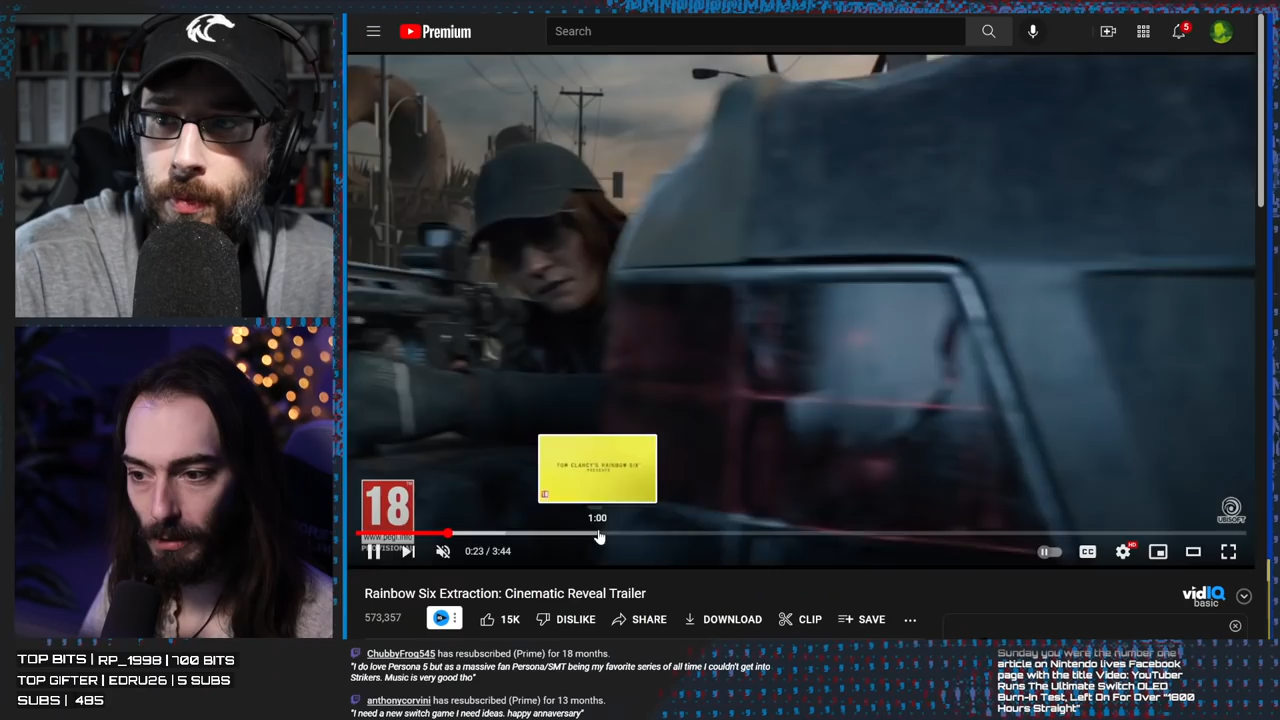 Premium
Search
5
TOM CLANCY'S RAINBOW SIX
PRESENTS
18
18
www.pegi.info
PROVISIONAL
1:00
UBISOFT
0:23 / 3:44
HD
Rainbow Six Extraction: Cinematic Reveal Trailer
vidIQ
basic
573,357
15K
DISLIKE
SHARE
DOWNLOAD
CLIP
SAVE
TOP BITS | RP_1998 | 700 BITS
TOP GIFTER | EDRU26 | 5 SUBS
SUBS | 485
ChubbyFrog545 has resubscribed (Prime) for 18 months.
"I do love Persona 5 but as a massive fan Persona/SMT being my favorite series of all time I couldn't get into
Strikers. Music is very good tho"
anthonycorvini has resubscribed (Prime) for 13 months.
"I need a new switch game I need ideas. happy annaversary"
Sunday you were the number one
article on Nintendo lives Facebook
page with the title Video: YouTuber
Runs The Ultimate Switch OLED
Burn-In Test, Left On For Over "1800
Hours Straight"